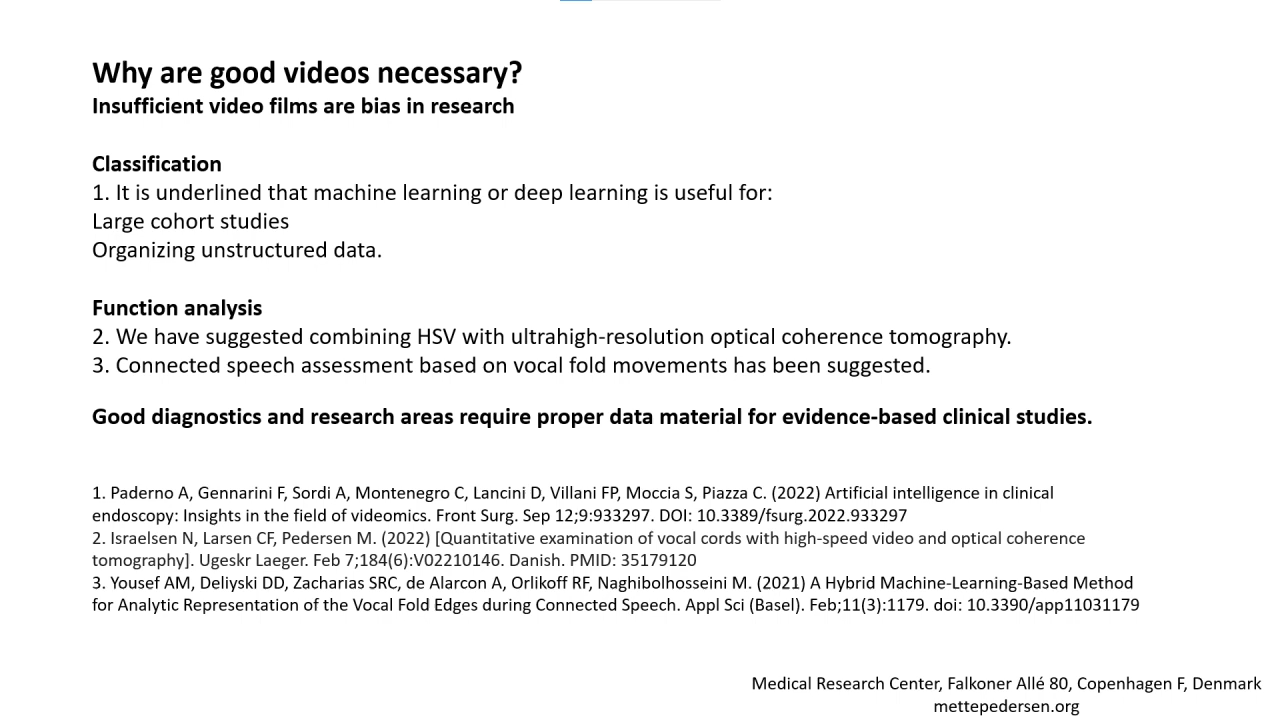 Why are good videos necessary?
Insufficient video films are bias in research
Classification
1. It is underlined that machine learning or deep learning is useful for:
Large cohort studies
Organizing unstructured data.
Function analysis
2. We have suggested combining HSV with ultrahigh-resolution optical coherence tomography.
3. Connected speech assessment based on vocal fold movements has been suggested.
Good diagnostics and research areas require proper data material for evidence-based clinical studies.
1. Paderno A, Gennarini F, Sordi A, Montenegro C, Lancini D, Villani FP, Moccia S, Piazza C. (2022) Artificial intelligence in clinical
endoscopy: Insights in the field of videomics. Front Surg. Sep 12;9:933297. DOI: 10.3389/fsurg.2022.933297
2. Israelsen N, Larsen CF, Pedersen M. (2022) [Quantitative examination of vocal cords with high-speed video and optical coherence
tomography]. Ugeskr Laeger. Feb 7;184(6):V02210146. Danish. PMID: 35179120
3. Yousef AM, Deliyski DD, Zacharias SRC, de Alarcon A, Orlikoff RF, Naghibolhosseini M. (2021) A Hybrid Machine-Learning-Based Method
for Analytic Representation of the Vocal Fold Edges during Connected Speech. Appl Sci (Basel). Feb;11(3):1179. doi: 10.3390/app11031179
Medical Research Center, Falkoner Allé 80, Copenhagen F, Denmark
mettepedersen.org